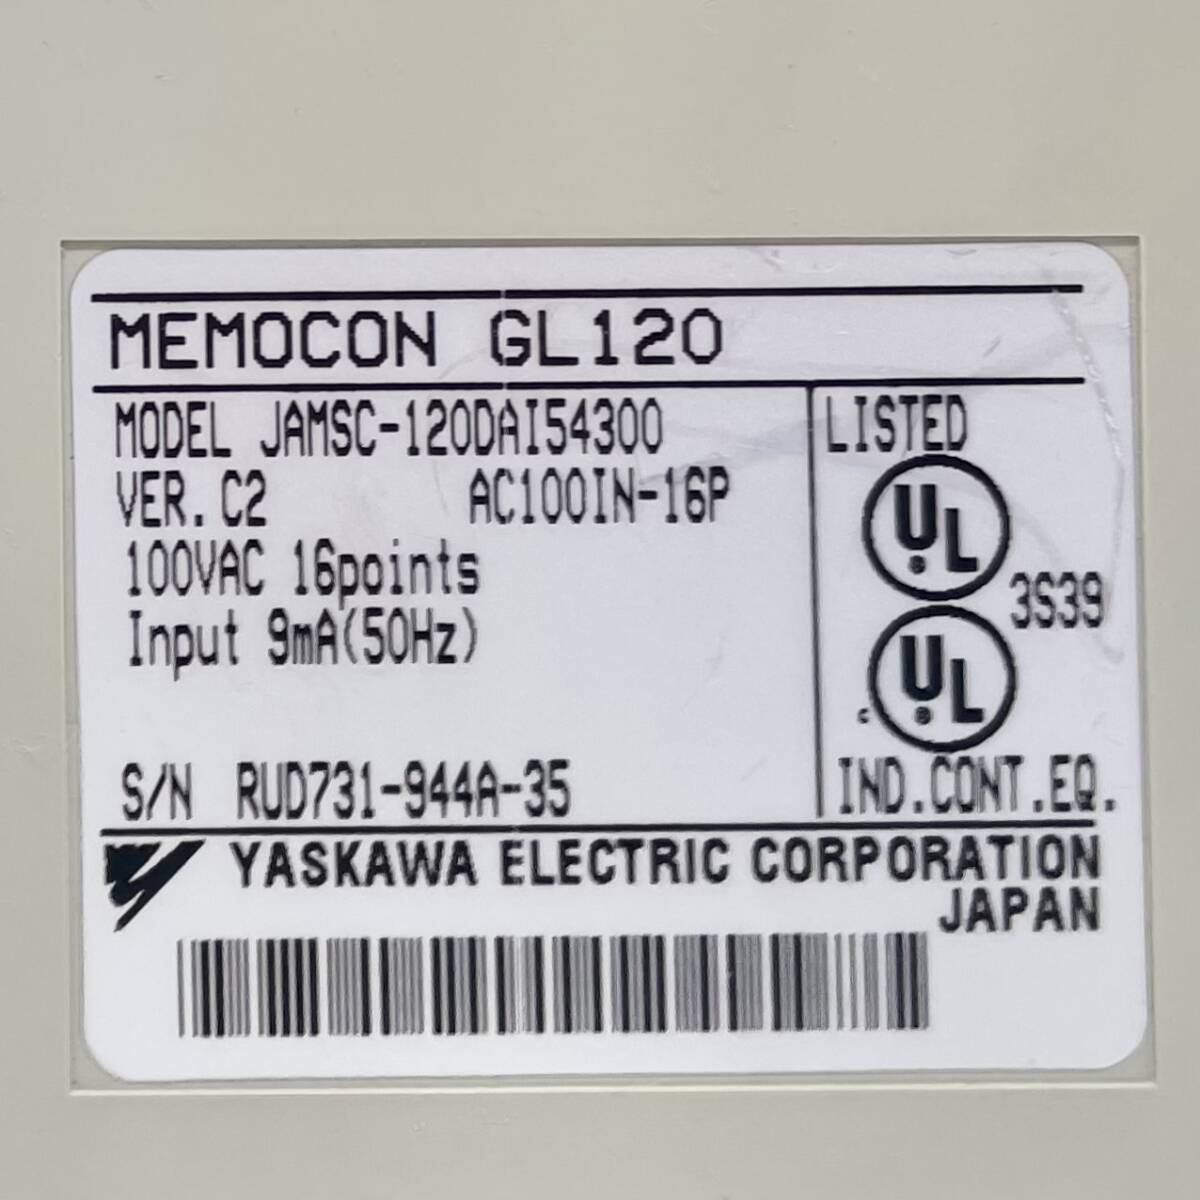 MEMOCON GL120
MODEL JAMSC-120DAI54300
VER. C2 AC100IN-16P
100VAC 16points
Input 9mA(50Hz)
S/N RUD731-944A-35
LISTED
UL
®
3S39
c UL
®
IND.CONT.EQ.
YASKAWA ELECTRIC CORPORATION
JAPAN